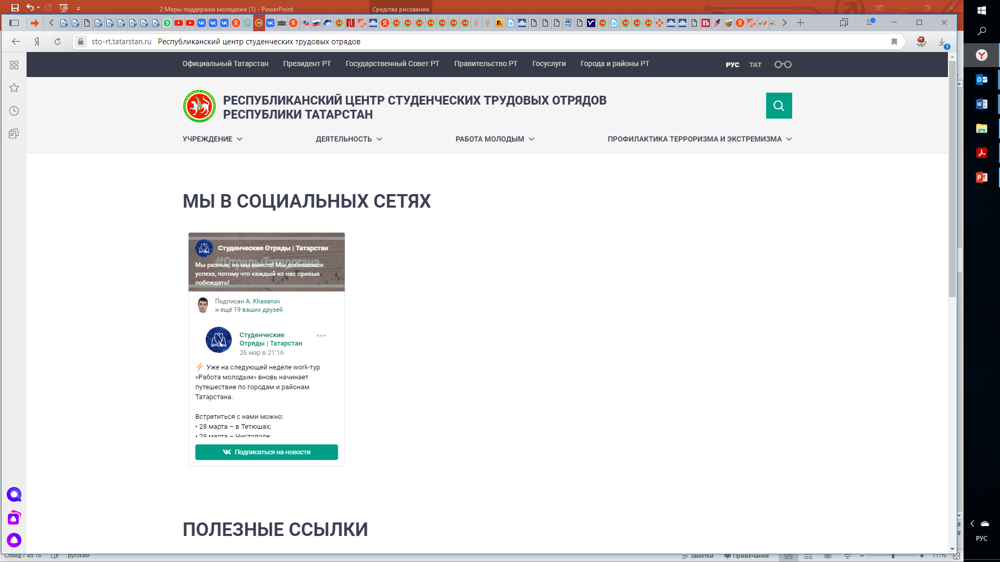 2 Меры поддержки молодежи (1) - PowerPoint
Средства рисования
sto-rt.tatarstan.ru Республиканский центр студенческих трудовых отрядов
1
Официальный Татарстан Президент РТ Государственный Совет РТ Правительство РТ Госуслуги Города и районы РТ РУС ТАТ
РЕСПУБЛИКАНСКИЙ ЦЕНТР СТУДЕНЧЕСКИХ ТРУДОВЫХ ОТРЯДОВ
РЕСПУБЛИКИ ТАТАРСТАН
УЧРЕЖДЕНИЕ ДЕЯТЕЛЬНОСТЬ РАБОТА МОЛОДЫМ ПРОФИЛАКТИКА ТЕРРОРИЗМА И ЭКСТРЕМИЗМА
МЫ В СОЦИАЛЬНЫХ СЕТЯХ
Студенческие Отряды | Татарстан
#ОтрядыТатарстана
Мы разные, но мы вместе! Мы добиваемся
успеха, потому что каждый из нас привык
побеждать!
Подписан A. Khasanov
и ещё 19 ваших друзей
Студенческие
Отряды | Татарстан
26 мар в 21:16
⚡ Уже на следующей неделе work-тур
«Работа молодым» вновь начинает
путешествие по городам и районам
Татарстана.
Встретиться с нами можно:
• 28 марта – в Тетюшах;
• 29 марта – Чистополе;
Подписаться на новости
ПОЛЕЗНЫЕ ССЫЛКИ
РУС
Слайд 7 из 16 русский Заметки Примечания 117%